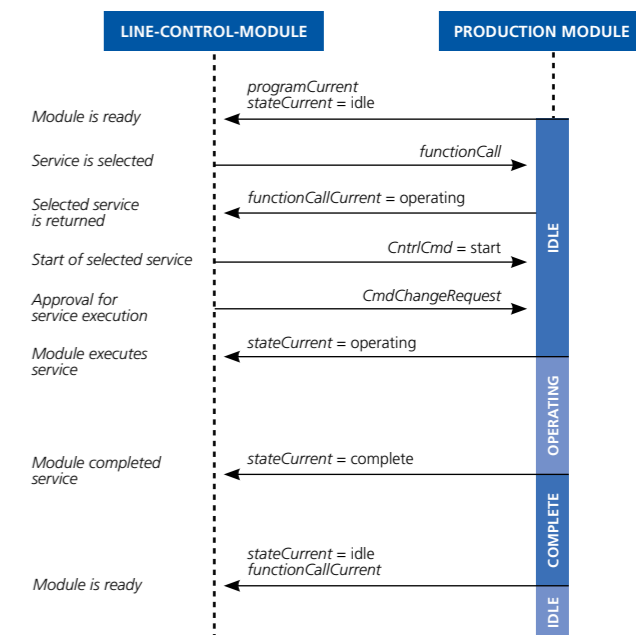 LINE-CONTROL-MODULE
PRODUCTION MODULE
programCurrent
stateCurrent = idle
Module is ready
functionCall
Service is selected
functionCallCurrent = operating
Selected service
is returned
CntrlCmd = start
Start of selected service
CmdChangeRequest
Approval for
service execution
IDLE
stateCurrent = operating
Module executes
service
OPERATING
stateCurrent = complete
Module completed
service
COMPLETE
stateCurrent = idle
functionCallCurrent
Module is ready
IDLE